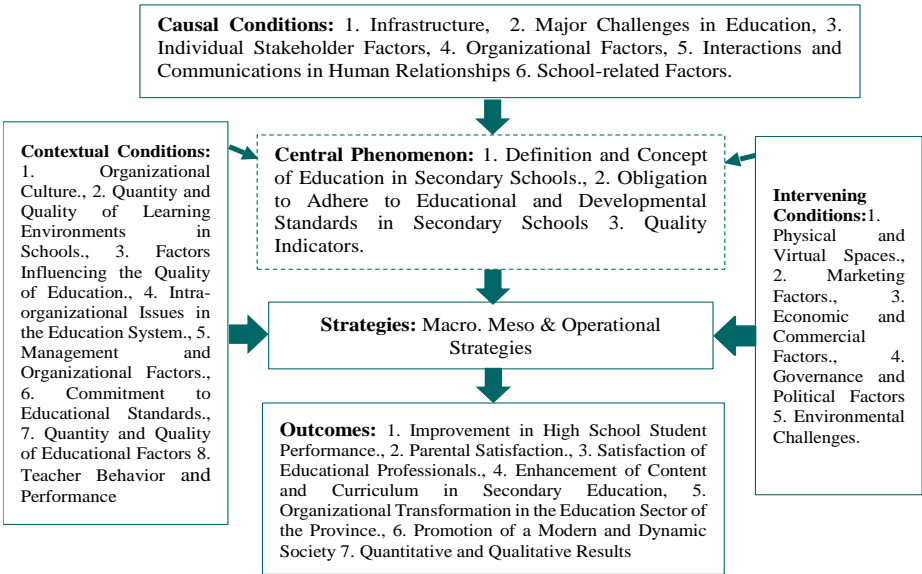 Causal Conditions: 1. Infrastructure, 2. Major Challenges in Education, 3.
Individual Stakeholder Factors, 4. Organizational Factors, 5. Interactions and
Communications in Human Relationships 6. School-related Factors.
Contextual Conditions:
1. Organizational
Culture., 2. Quantity and
Quality of Learning
Environments in
Schools., 3. Factors
Influencing the Quality
of Education., 4. Intra-
organizational Issues in
the Education System., 5.
Management and
Organizational Factors.,
6. Commitment to
Educational Standards.,
7. Quantity and Quality
of Educational Factors 8.
Teacher Behavior and
Performance
Central Phenomenon: 1. Definition and Concept
of Education in Secondary Schools., 2. Obligation
to Adhere to Educational and Developmental
Standards in Secondary Schools 3. Quality
Indicators.
Intervening
Conditions:1.
Physical and
Virtual Spaces.,
2. Marketing
Factors., 3.
Economic and
Commercial
Factors., 4.
Governance and
Political Factors
5. Environmental
Challenges.
Strategies: Macro. Meso & Operational
Strategies
Outcomes: 1. Improvement in High School Student
Performance., 2. Parental Satisfaction., 3. Satisfaction of
Educational Professionals., 4. Enhancement of Content
and Curriculum in Secondary Education, 5.
Organizational Transformation in the Education Sector of
the Province., 6. Promotion of a Modern and Dynamic
Society 7. Quantitative and Qualitative Results